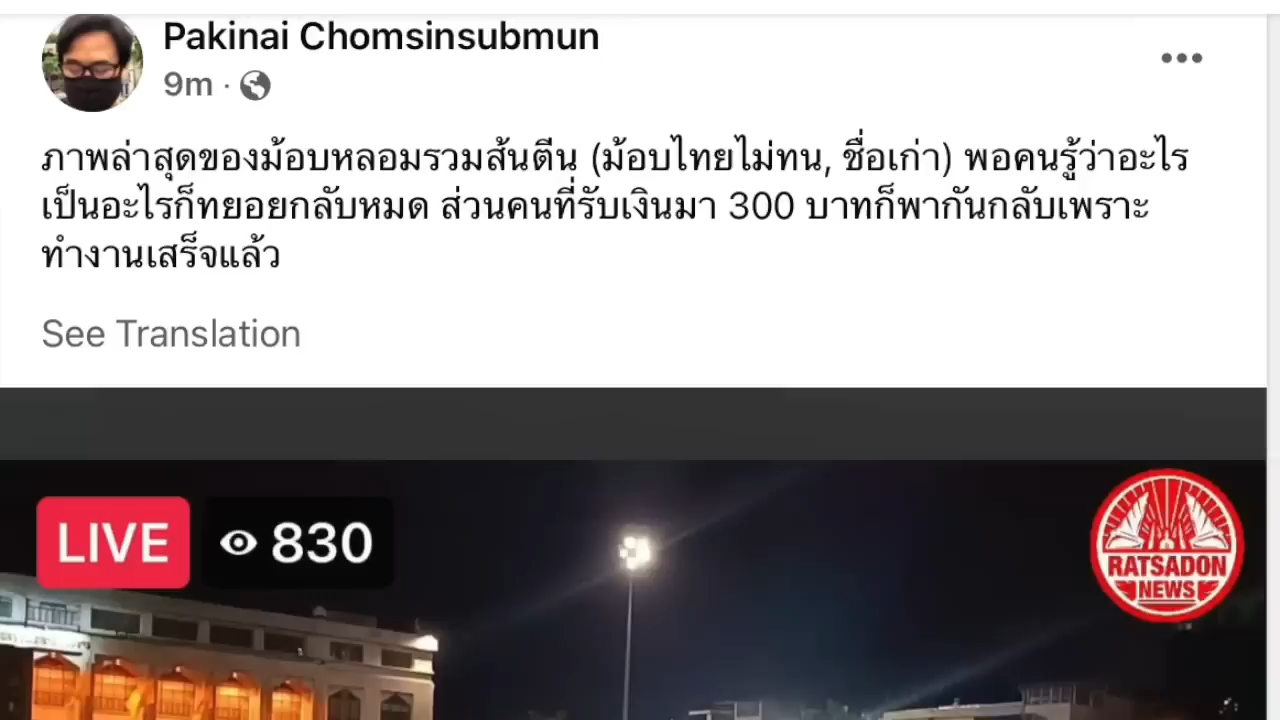 Pakinai Chomsinsubmun
9m ·
ภาพล่าสุดของม้อบหลอมรวมส้นตีน (ม้อบไทยไม่ทน, ชื่อเก่า) พอคนรู้ว่าอะไร
เป็นอะไรก็ทยอยกลับหมด ส่วนคนที่รับเงินมา 300 บาทก็พากันกลับเพราะ
ทำงานเสร็จแล้ว
See Translation
LIVE 830
RATSADON
NEWS